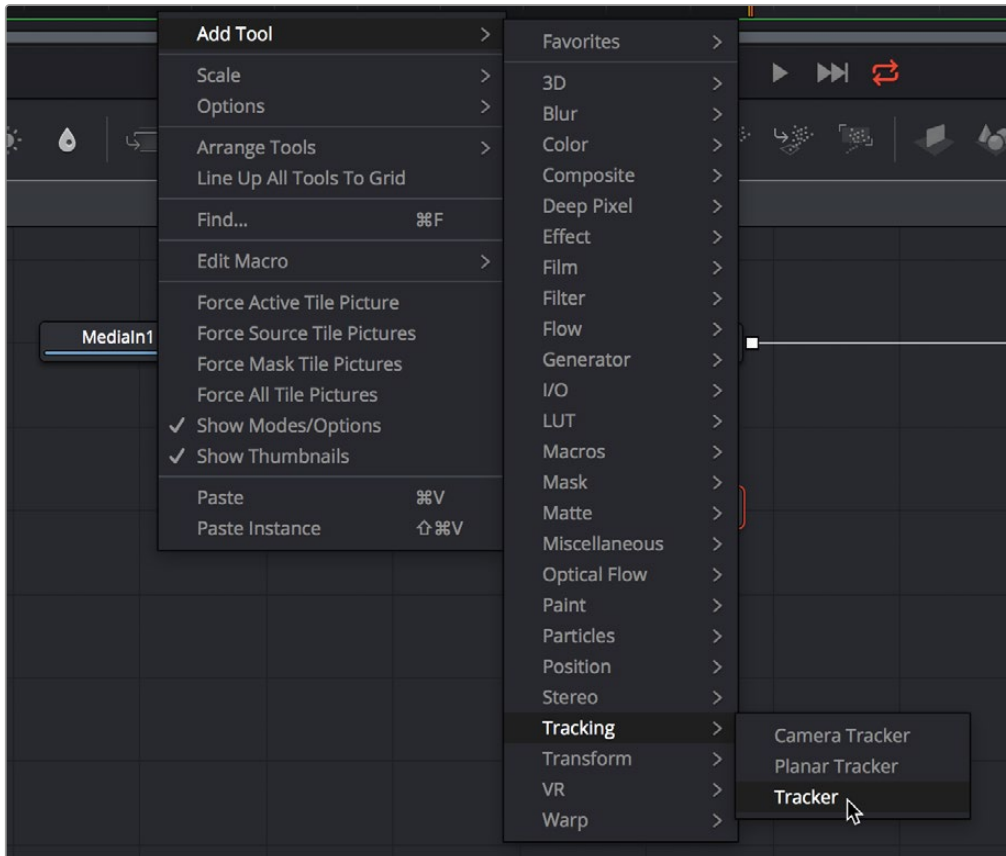 Add Tool
Scale
Options
Arrange Tools
Line Up All Tools To Grid
Find... ⌘F
Edit Macro
Force Active Tile Picture
Force Source Tile Pictures
Force Mask Tile Pictures
Force All Tile Pictures
✓ Show Modes/Options
✓ Show Thumbnails
Paste ⌘V
Paste Instance ⇧⌘V
MediaIn1
Favorites
3D
Blur
Color
Composite
Deep Pixel
Effect
Film
Filter
Flow
Generator
I/O
LUT
Macros
Mask
Matte
Miscellaneous
Optical Flow
Paint
Particles
Position
Stereo
Tracking
Transform
VR
Warp
Camera Tracker
Planar Tracker
Tracker